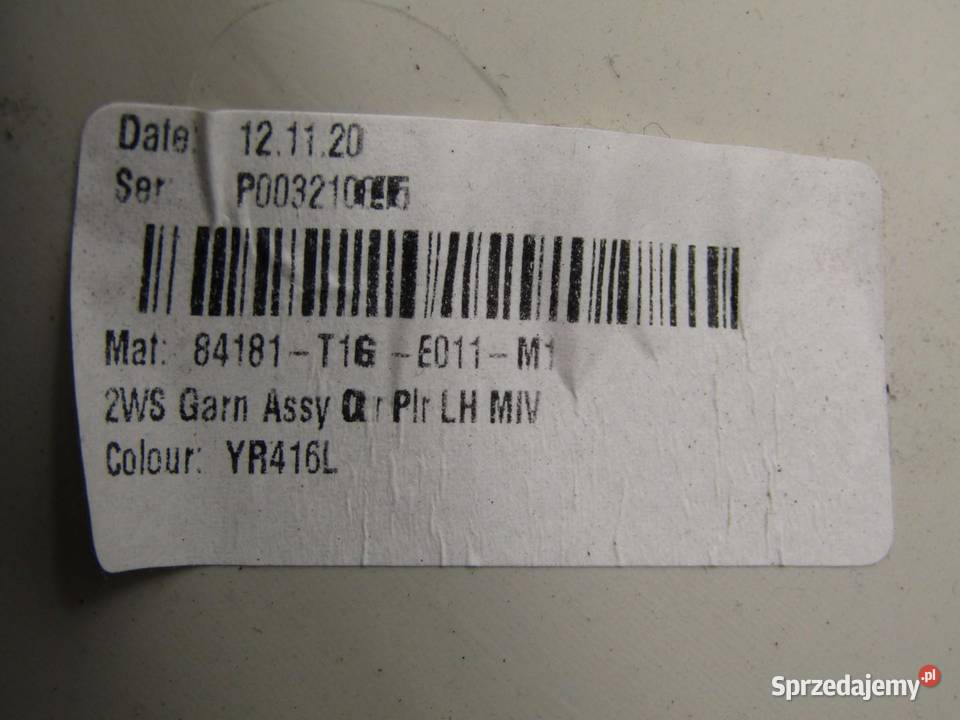 Date: 12.11.20
Ser:
Mat: 84181-T1G -E011-M1
2WS Garn Assy Qtr Plr LH MIV
Colour: YR416L
Sprzedajemy.pl